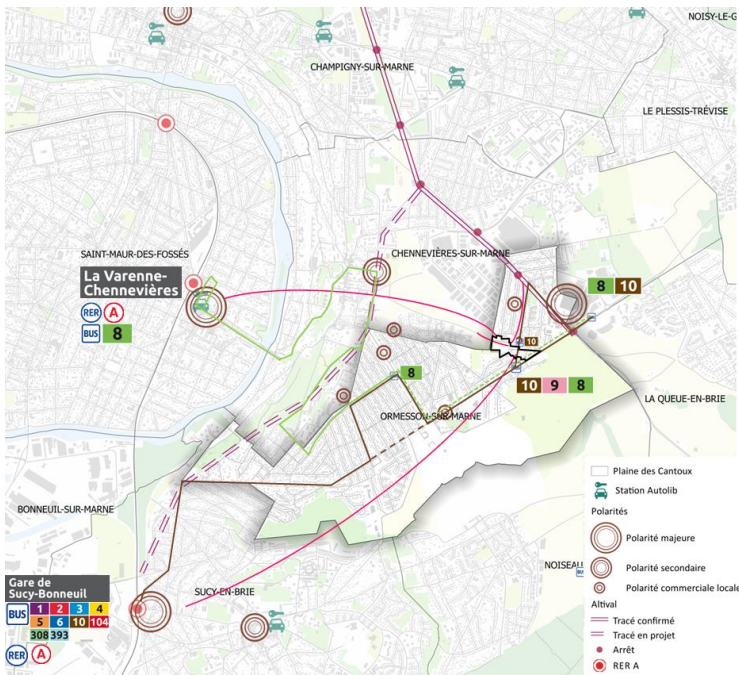 NOISY-LE-G
CHAMPIGNY-SUR-MARNE
LE PLESSIS-TRÉVISE
SAINT-MAUR-DES-FOSSÉS
CHENNEVIÈRES-SUR-MARNE
La Varenne-
Chennevières
RER A
BUS 8
8 10
10
10 9 8
8
LA QUEUE-EN-BRIE
ORMESSON-SUR-MARNE
BONNEUIL-SUR-MARNE
NOISEAU
SUCY-EN-BRIE
Gare de
Sucy-Bonneuil
BUS 1 2 3 4
5 6 10 104
308 393
RER A
Plaine des Cantoux
Station Autolib
Polarités
Polarité majeure
Polarité secondaire
Polarité commerciale locale
Altival
Tracé confirmé
Tracé en projet
Arrêt
RER A